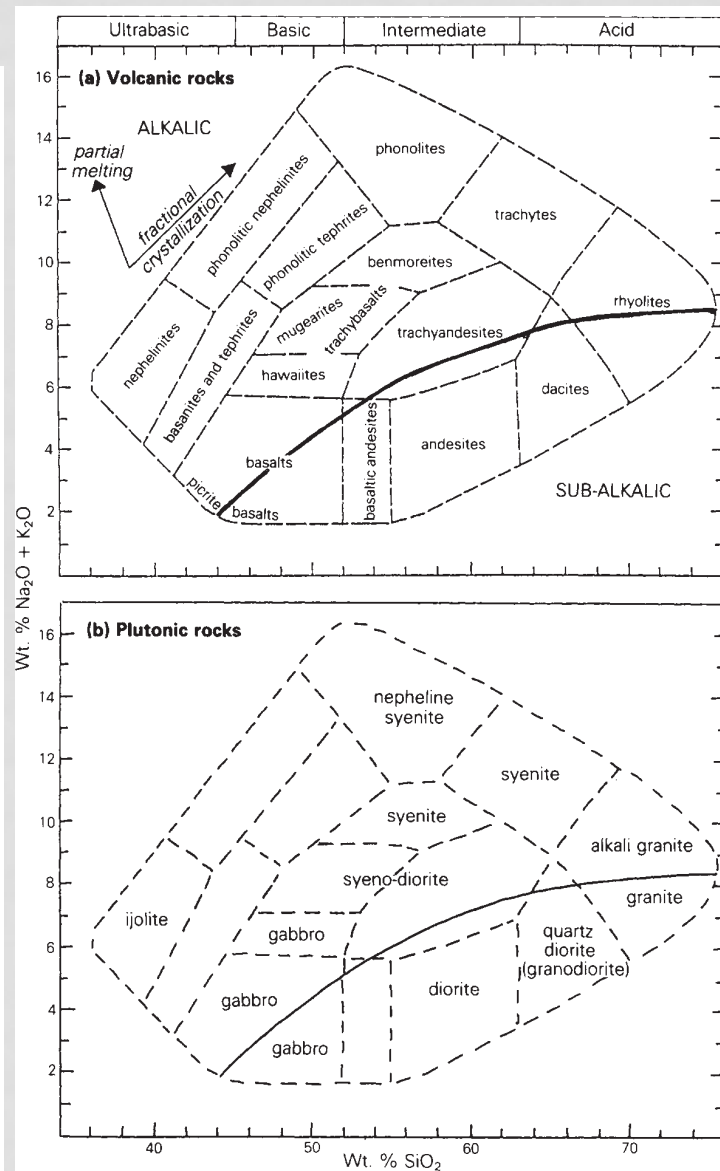 Ultrabasic Basic Intermediate Acid
(a) Volcanic rocks
ALKALIC
partial
melting
fractional
crystallization
phonolites
phonolitic nephelinites
phonolitic tephrites
trachytes
benmoreites
rhyolites
nephelinites
basanites and tephrites
mugearites
trachybasalts
trachyandesites
hawaiites
dacites
basalts
basaltic andesites
andesites
picrite
basalts
SUB-ALKALIC
16
14
12
10
8
6
4
2
Wt. % Na₂O + K₂O
(b) Plutonic rocks
nepheline
syenite
syenite
syenite
alkali granite
syeno-diorite
ijolite
granite
gabbro
quartz
diorite
(granodiorite)
gabbro
diorite
gabbro
16
14
12
10
8
6
4
2
40 50 60 70
Wt. % SiO₂